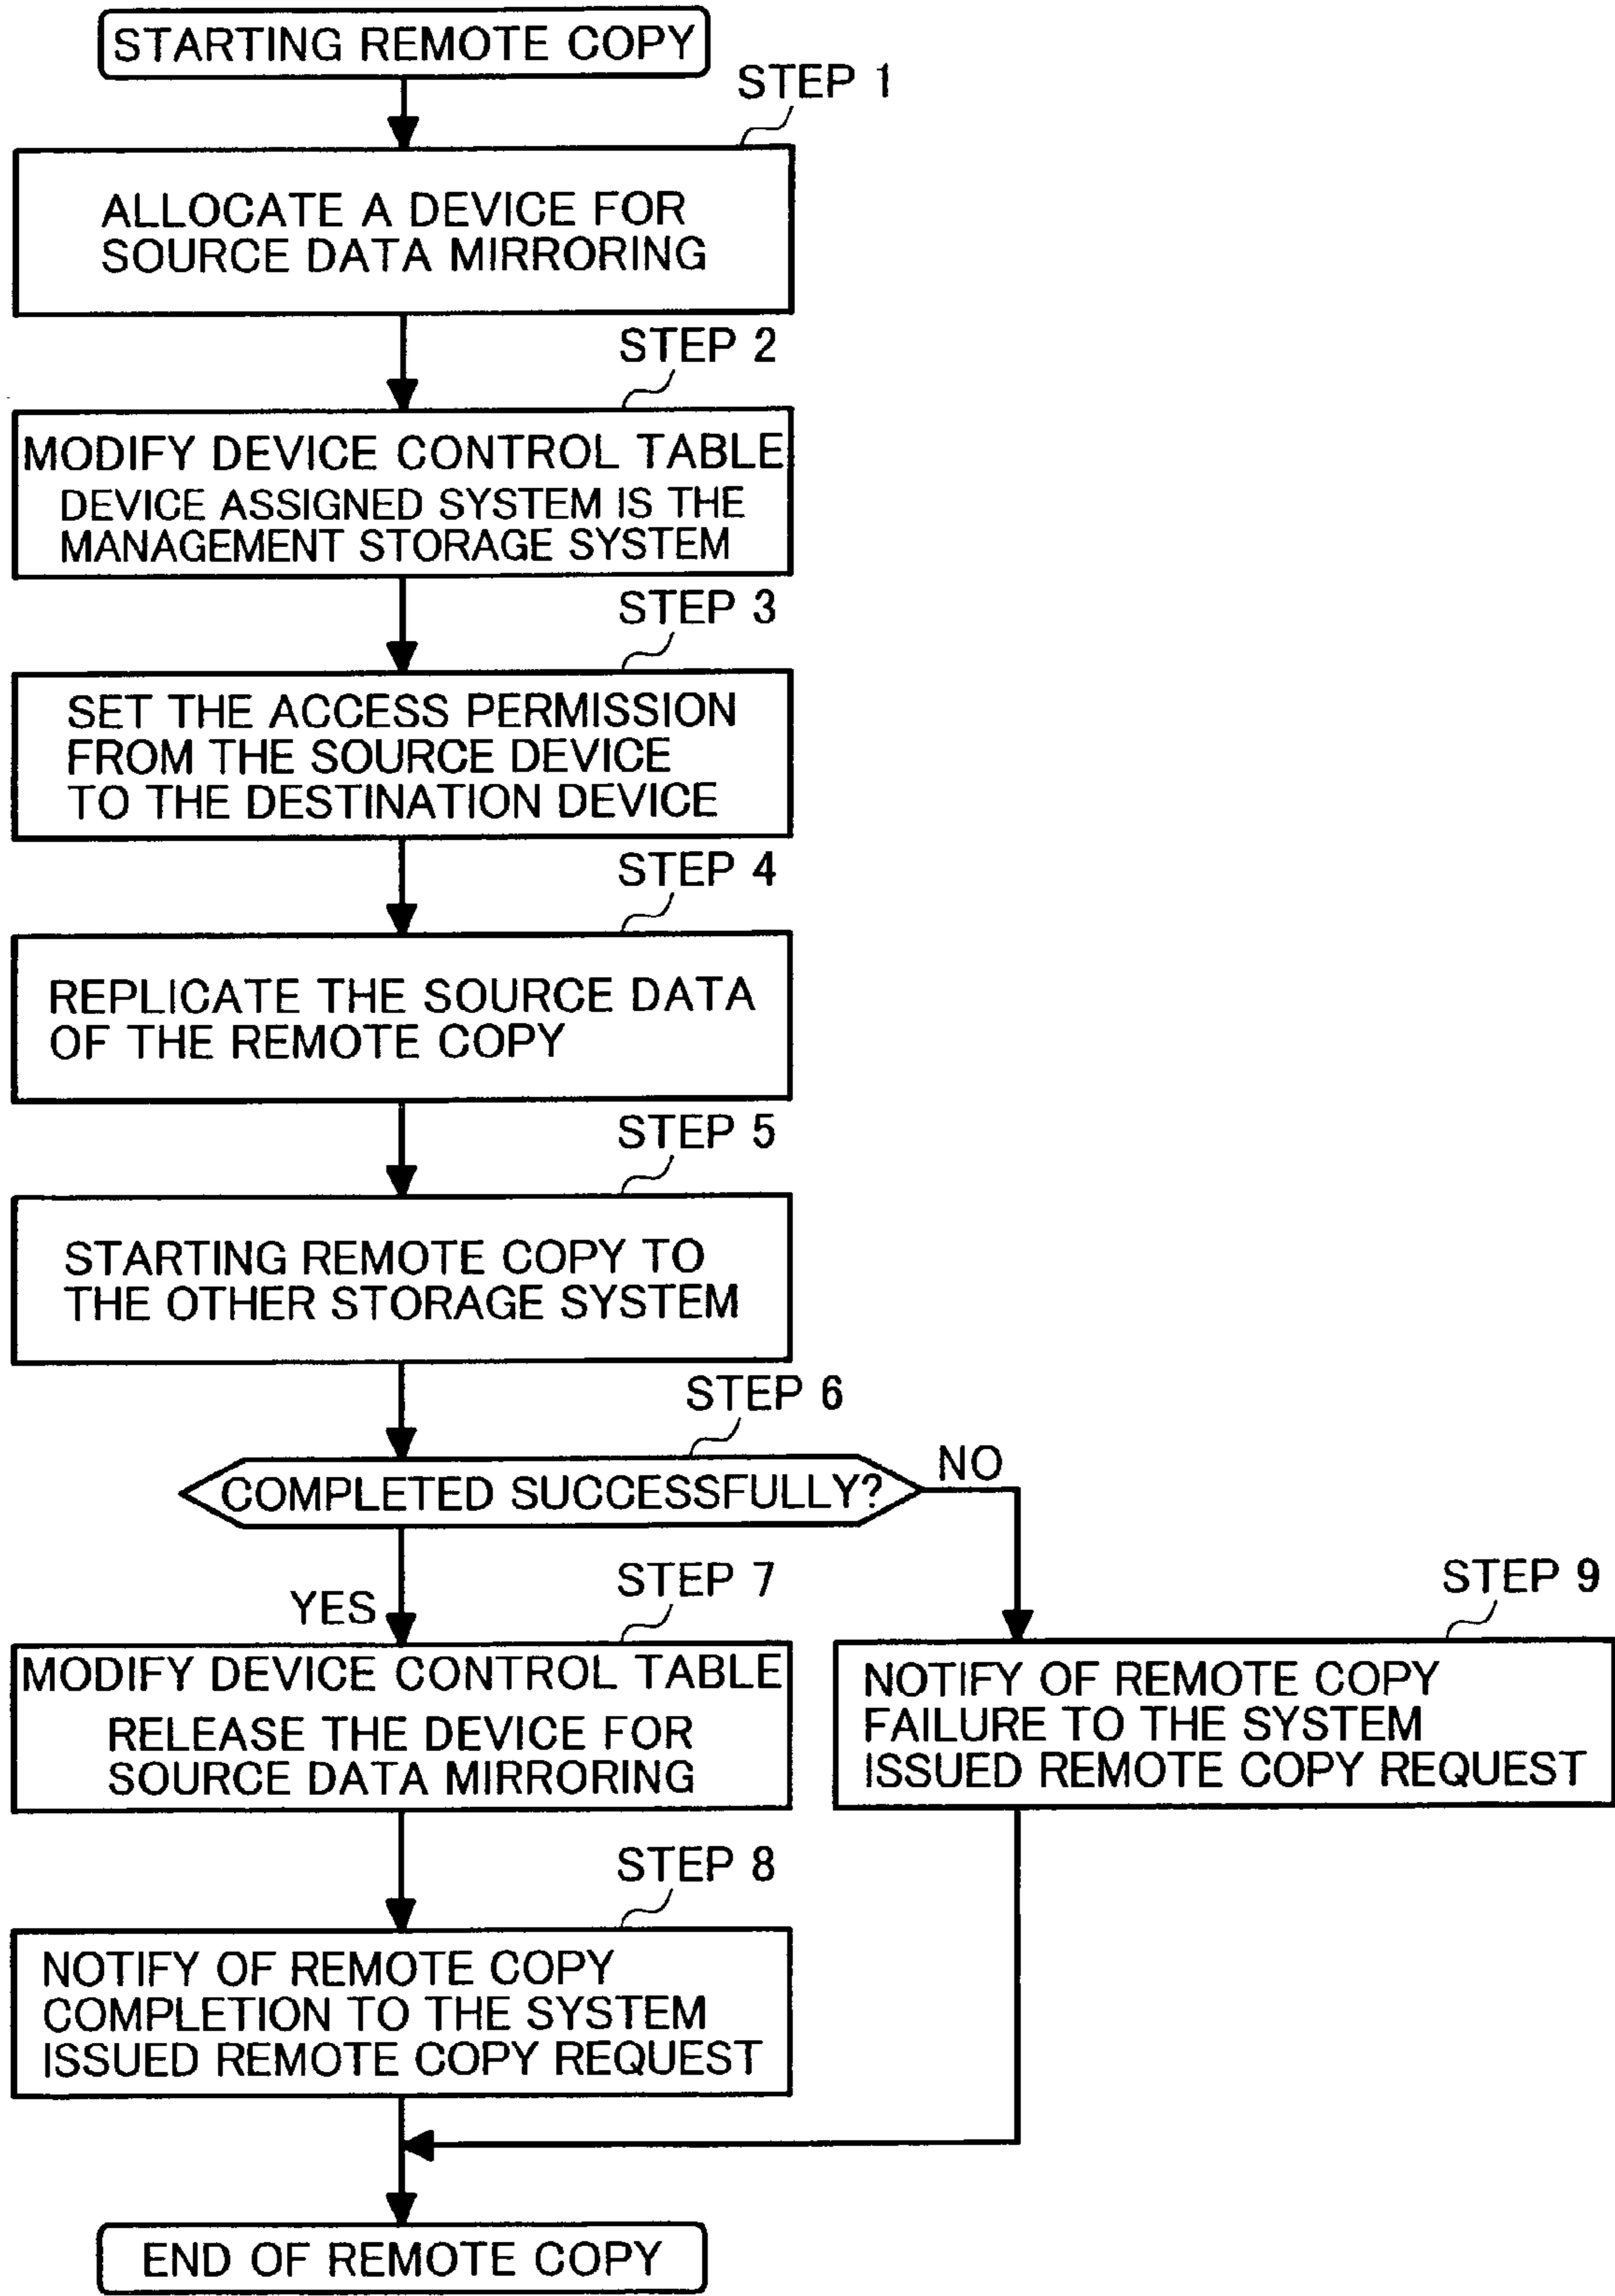 STARTING REMOTE COPY
STEP 1
ALLOCATE A DEVICE FOR
SOURCE DATA MIRRORING
STEP 2
MODIFY DEVICE CONTROL TABLE
DEVICE ASSIGNED SYSTEM IS THE
MANAGEMENT STORAGE SYSTEM
STEP 3
SET THE ACCESS PERMISSION
FROM THE SOURCE DEVICE
TO THE DESTINATION DEVICE
STEP 4
REPLICATE THE SOURCE DATA
OF THE REMOTE COPY
STEP 5
STARTING REMOTE COPY TO
THE OTHER STORAGE SYSTEM
STEP 6
COMPLETED SUCCESSFULLY?
NO
YES
STEP 7
MODIFY DEVICE CONTROL TABLE
RELEASE THE DEVICE FOR
SOURCE DATA MIRRORING
STEP 9
NOTIFY OF REMOTE COPY
FAILURE TO THE SYSTEM
ISSUED REMOTE COPY REQUEST
STEP 8
NOTIFY OF REMOTE COPY
COMPLETION TO THE SYSTEM
ISSUED REMOTE COPY REQUEST
END OF REMOTE COPY